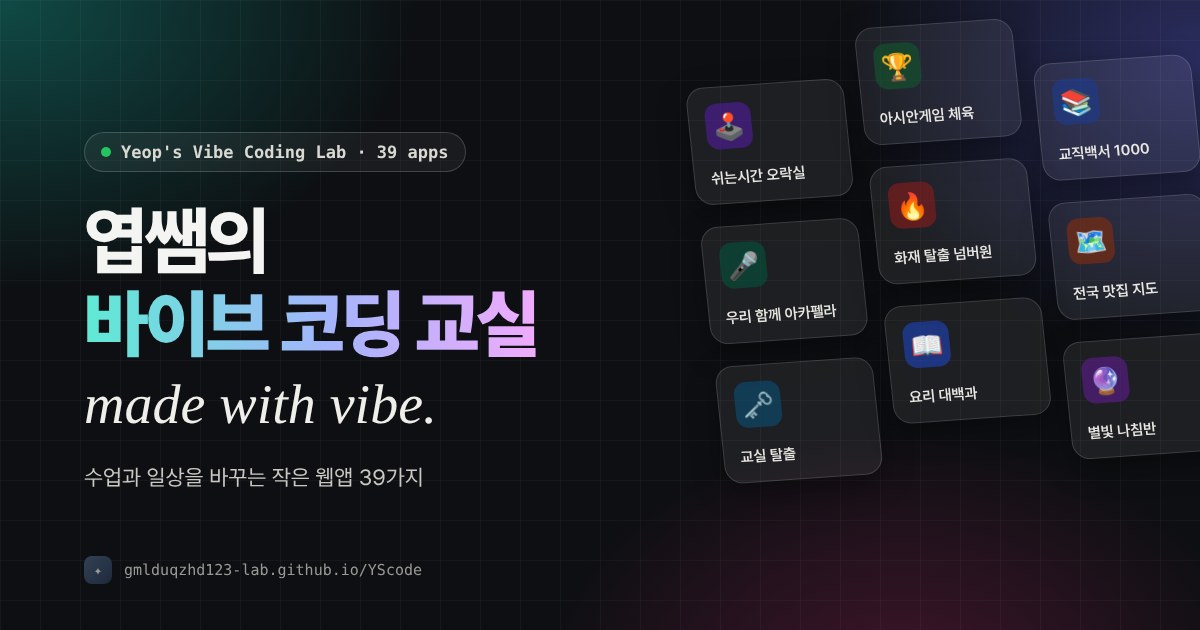 Yeop's Vibe Coding Lab · 39 apps
엽쌤의
바이브 코딩 교실
made with vibe.
수업과 일상을 바꾸는 작은 웹앱 39가지
gmlduqzhd123-lab.github.io/YScode
쉬는시간 오락실
우리 함께 아카펠라
교실 탈출
아시안게임 체육
화재 탈출 넘버원
요리 대백과
교직백서 1000
전국 맛집 지도
별빛 나침반